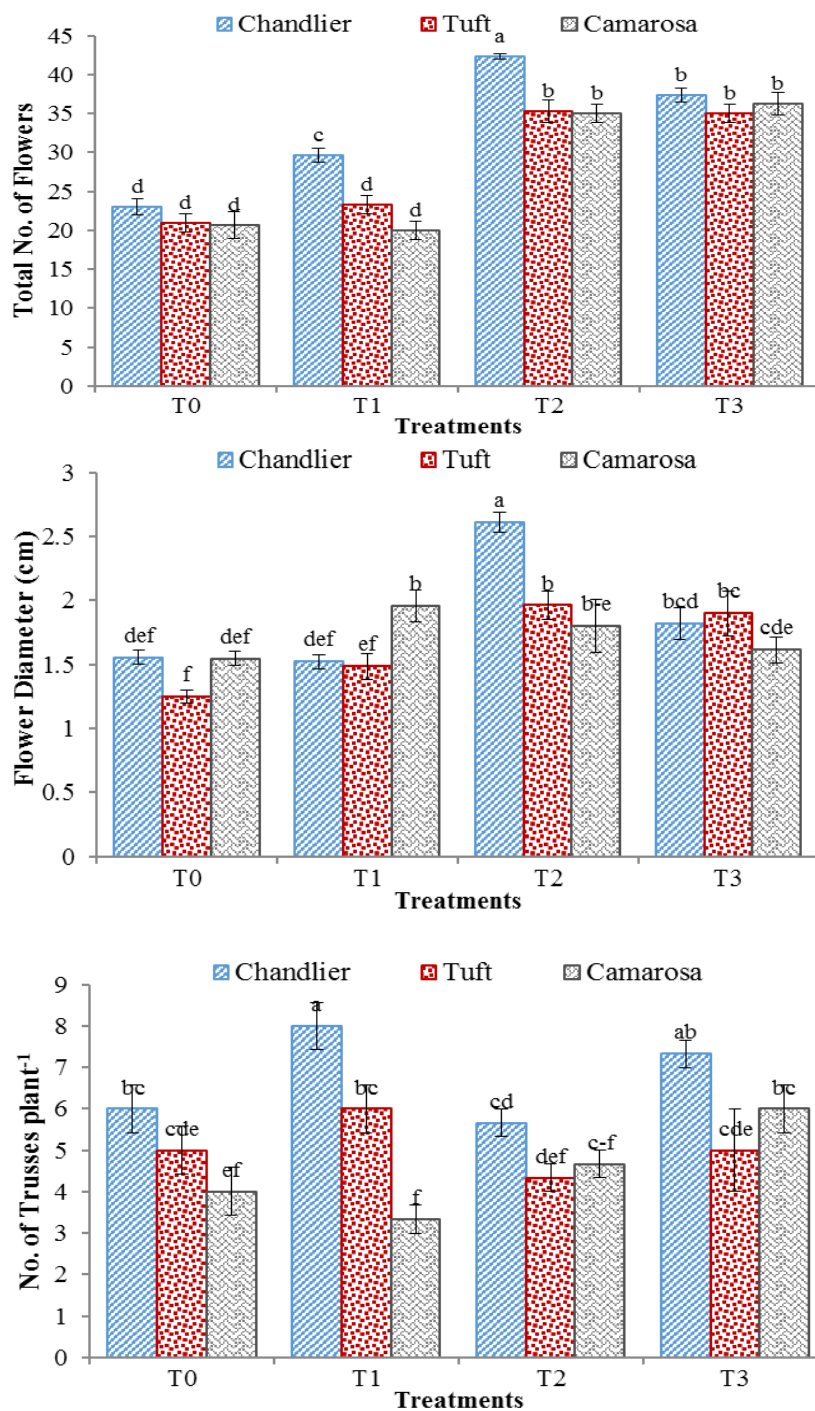 Chandlier Tuft Camarosa
Total No. of Flowers
45
40
35
30
25
20
15
10
5
0
d d d
c d d
a b b
b b b
T0 T1 T2 T3
Treatments
Chandlier Tuft Camarosa
Flower Diameter (cm)
3
2.5
2
1.5
1
0.5
0
def f def
def ef b
a b b-e
bcd bc cde
T0 T1 T2 T3
Treatments
Chandlier Tuft Camarosa
No. of Trusses plant-1
9
8
7
6
5
4
3
2
1
0
bc cde ef
a bc f
cd def c-f
ab cde bc
T0 T1 T2 T3
Treatments